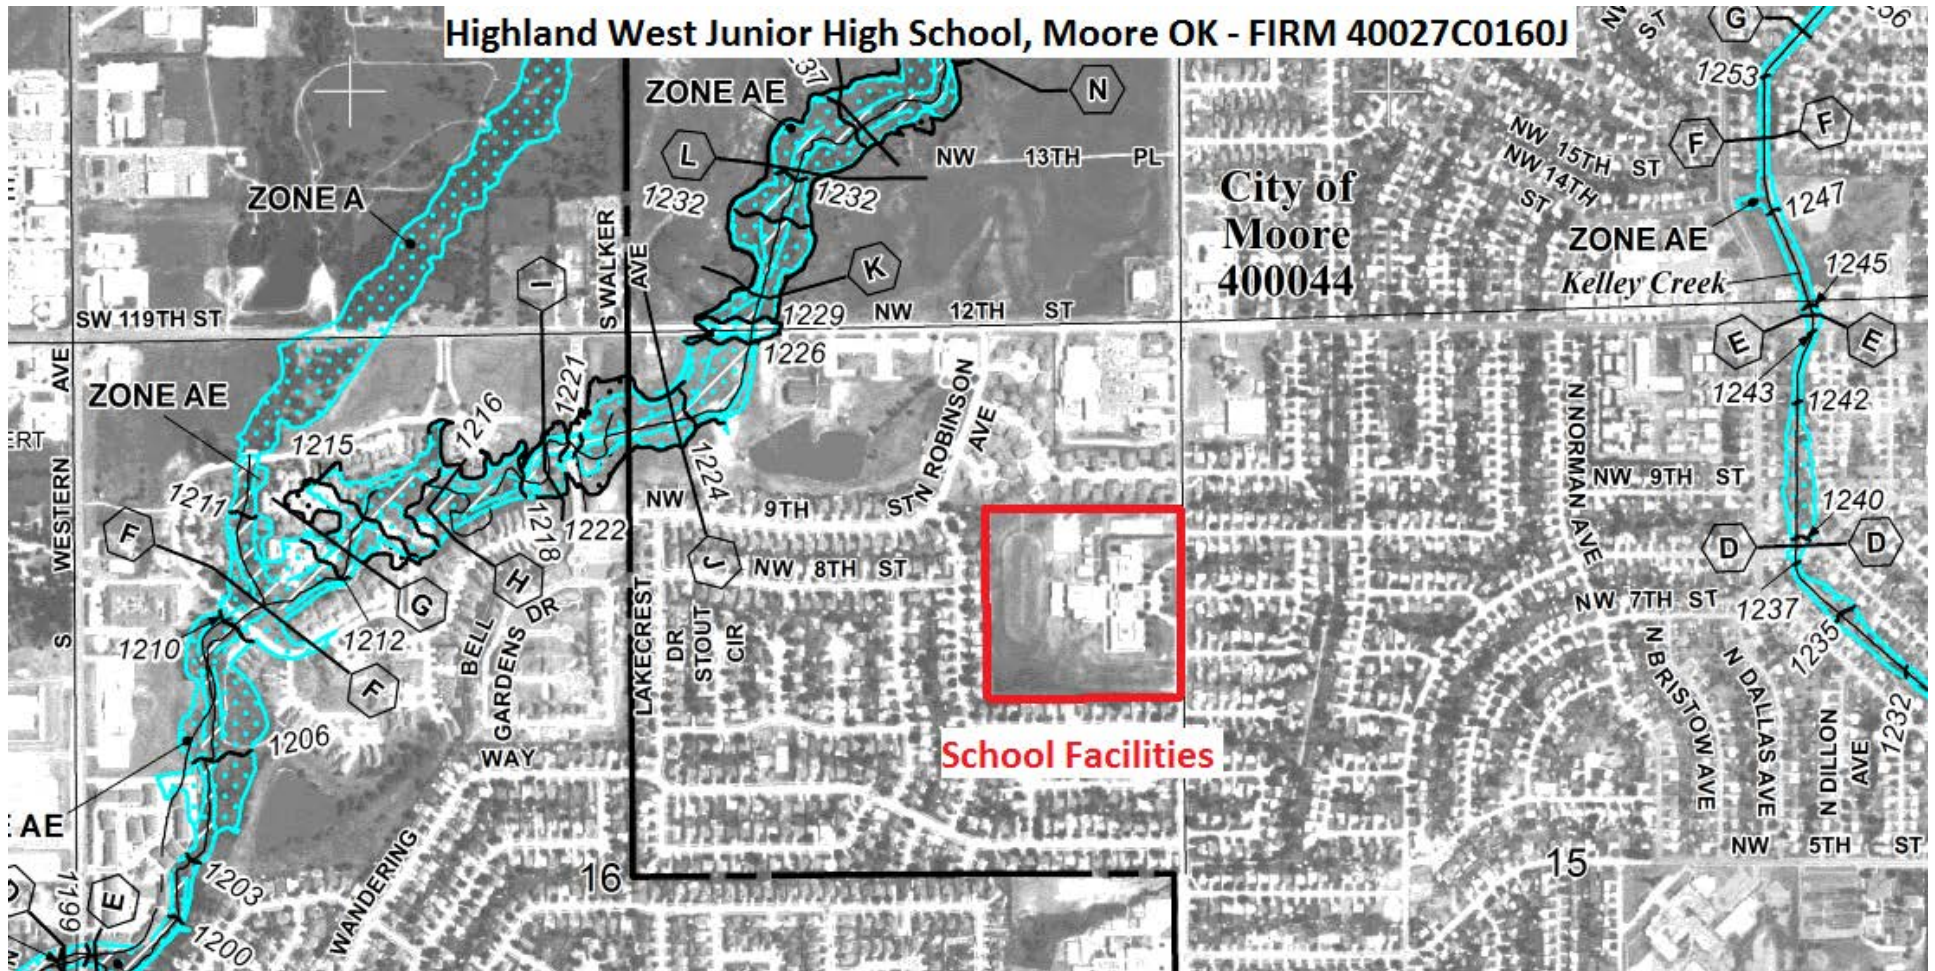 Highland West Junior High School, Moore OK - FIRM 40027C0160J
G
1253
ZONE AE
N
L
NW 13TH PL
F
F
NW 15TH ST
NW 14TH ST
ZONE A
1232
1232
City of
Moore
400044
1247
ZONE AE
Kelley Creek
1245
K
I
S WALKER AVE
SW 119TH ST
1229
NW 12TH ST
1226
E
E
1243
1242
AVE
ZONE AE
1221
1216
1215
N ROBINSON AVE
N NORMAN AVE
WESTERN
1211
1224
NW 9TH ST
NW 9TH ST
1240
F
1218
1222
J
NW 8TH ST
D
D
H
G
DR
S
1210
1212
BELL
GARDENS
LAKECREST
DR
STOUT
CIR
NW 7TH ST
1237
1235
F
N BRISTOW AVE
N DALLAS AVE
N DILLON
AVE
1232
1206
WAY
School Facilities
AE
NW 5TH ST
16
15
1203
1199
E
WANDERING
1200